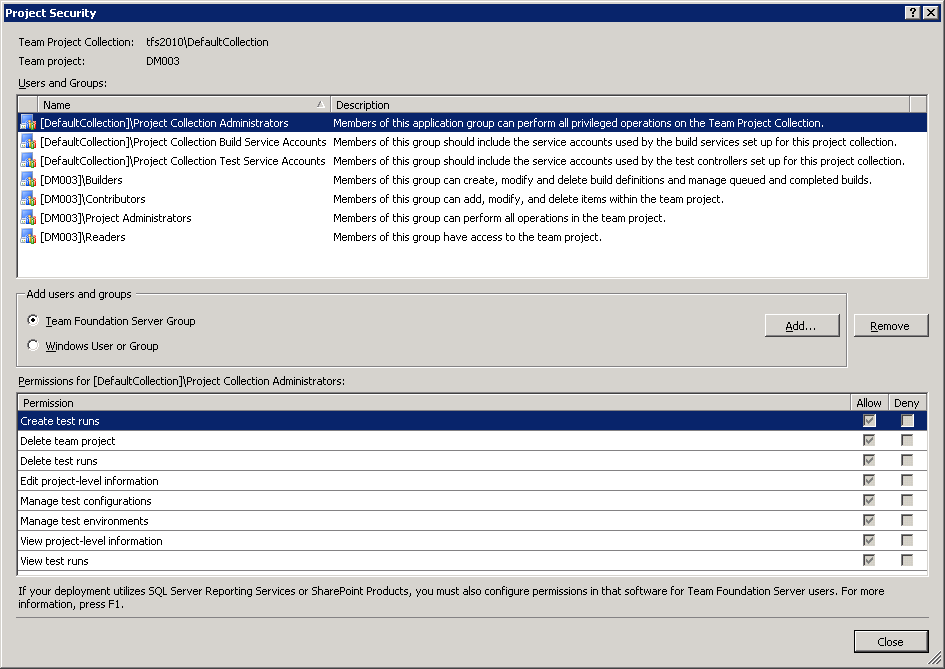 Project Security
Team Project Collection: tfs2010\DefaultCollection
Team project: DM003
Users and Groups:
Name Description
[DefaultCollection]\Project Collection Administrators Members of this application group can perform all privileged operations on the Team Project Collection.
[DefaultCollection]\Project Collection Build Service Accounts Members of this group should include the service accounts used by the build services set up for this project collection.
[DefaultCollection]\Project Collection Test Service Accounts Members of this group should include the service accounts used by the test controllers set up for this project collection.
[DM003]\Builders Members of this group can create, modify and delete build definitions and manage queued and completed builds.
[DM003]\Contributors Members of this group can add, modify, and delete items within the team project.
[DM003]\Project Administrators Members of this group can perform all operations in the team project.
[DM003]\Readers Members of this group have access to the team project.
Add users and groups
Team Foundation Server Group
Windows User or Group
Add... Remove
Permissions for [DefaultCollection]\Project Collection Administrators:
Permission Allow Deny
Create test runs
Delete team project
Delete test runs
Edit project-level information
Manage test configurations
Manage test environments
View project-level information
View test runs
If your deployment utilizes SQL Server Reporting Services or SharePoint Products, you must also configure permissions in that software for Team Foundation Server users. For more
information, press F1.
Close